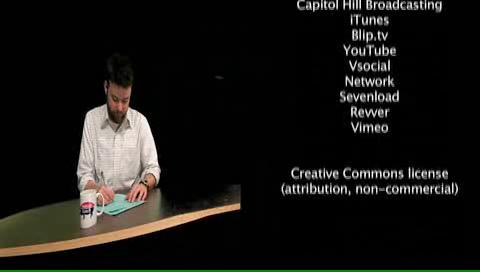 Capitol Hill Broadcasting
iTunes
Blip.tv
YouTube
Vsocial
Network
Sevenload
Revver
Vimeo
Creative Commons license
(attribution, non-commercial)